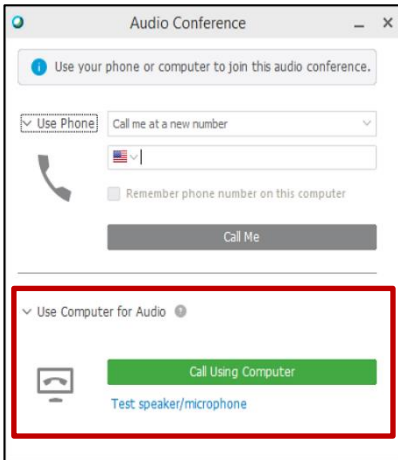 Audio Conference
Use your phone or computer to join this audio conference.
Use Phone
Call me at a new number
Remember phone number on this computer
Call Me
Use Computer for Audio
Call Using Computer
Test speaker/microphone